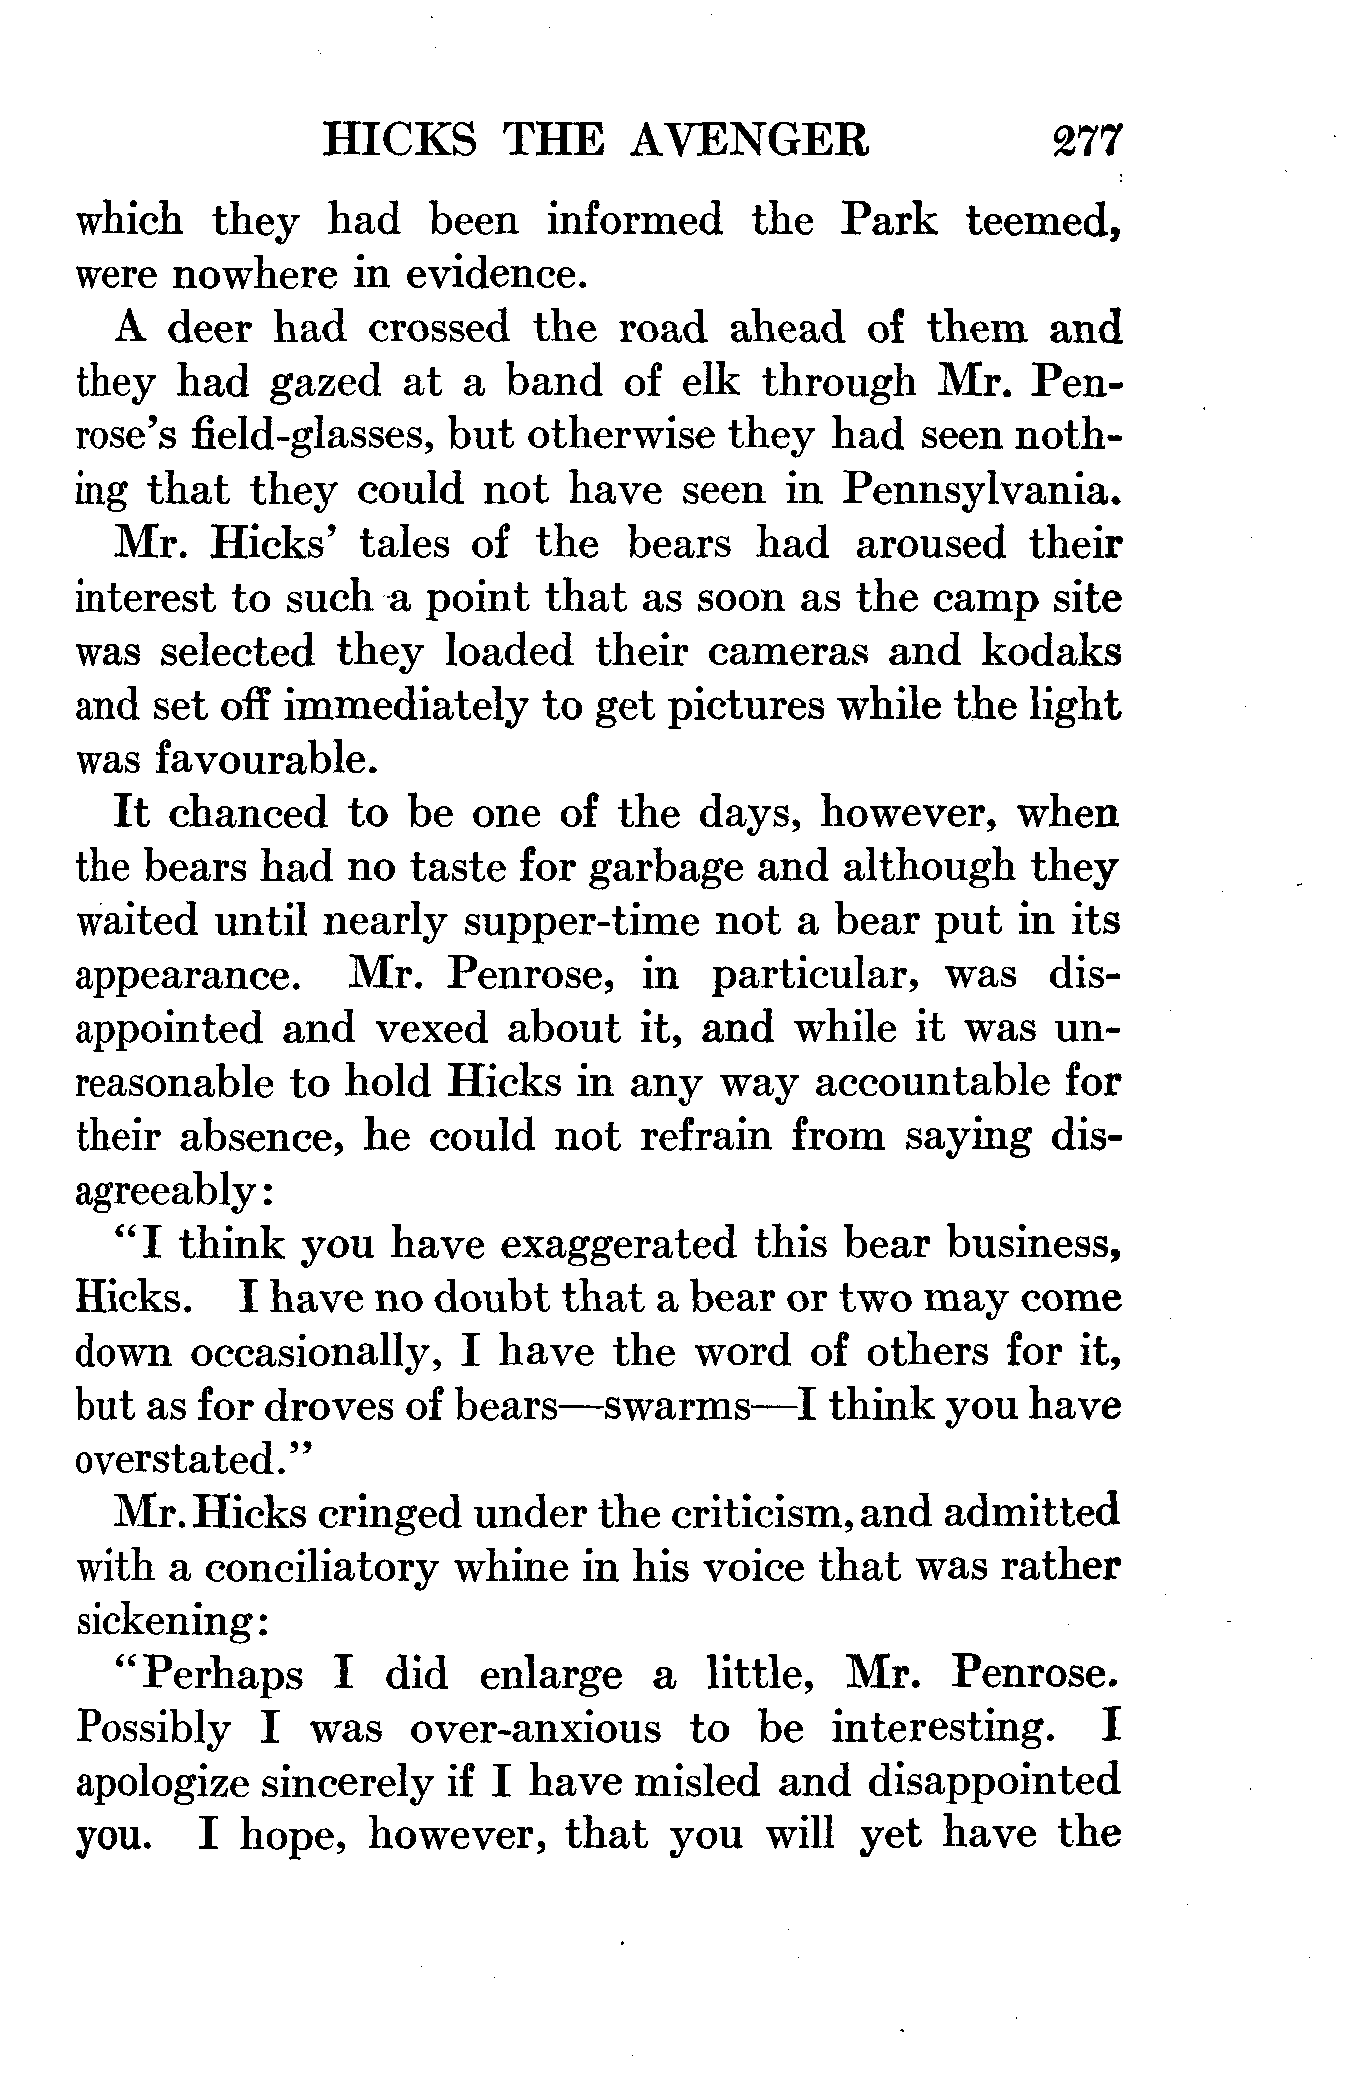 HICKS THE AVENGER 277
which they had been informed the Park teemed,
were nowhere in evidence.
A deer had crossed the road ahead of them and
they had gazed at a band of elk through Mr. Pen-
rose's field-glasses, but otherwise they had seen noth-
ing that they could not have seen in Pennsylvania.
Mr. Hicks' tales of the bears had aroused their
interest to such a point that as soon as the camp site
was selected they loaded their cameras and kodaks
and set off immediately to get pictures while the light
was favourable.
It chanced to be one of the days, however, when
the bears had no taste for garbage and although they
waited until nearly supper-time not a bear put in its
appearance. Mr. Penrose, in particular, was dis-
appointed and vexed about it, and while it was un-
reasonable to hold Hicks in any way accountable for
their absence, he could not refrain from saying dis-
agreeably:
“I think you have exaggerated this bear business,
Hicks. I have no doubt that a bear or two may come
down occasionally, I have the word of others for it,
but as for droves of bears—swarms—I think you have
overstated.”
Mr. Hicks cringed under the criticism, and admitted
with a conciliatory whine in his voice that was rather
sickening:
“Perhaps I did enlarge a little, Mr. Penrose.
Possibly I was over-anxious to be interesting. I
apologize sincerely if I have misled and disappointed
you. I hope, however, that you will yet have the